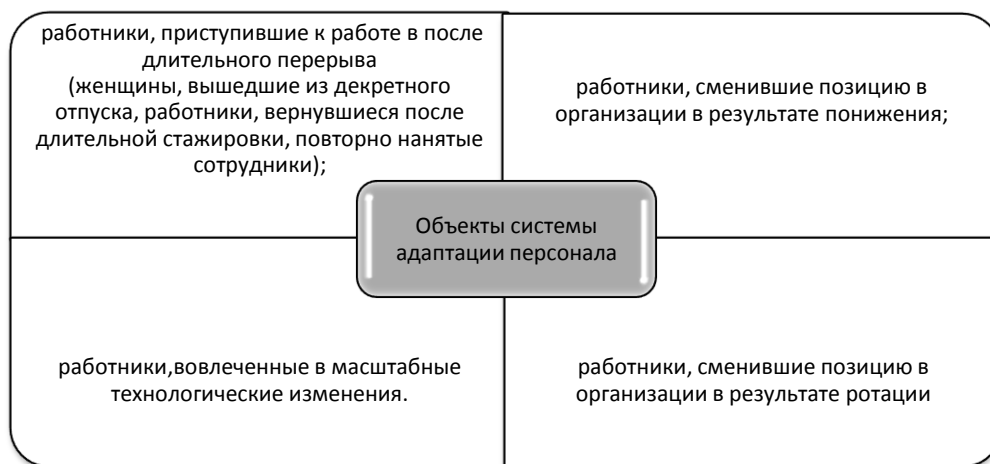 работники, приступившие к работе в после
длительного перерыва
(женщины, вышедшие из декретного
отпуска, работники, вернувшиеся после
длительной стажировки, повторно нанятые
сотрудники);
работники, сменившие позицию в
организации в результате понижения;
Объекты системы
адаптации персонала
работники,вовлеченные в масштабные
технологические изменения.
работники, сменившие позицию в
организации в результате ротации